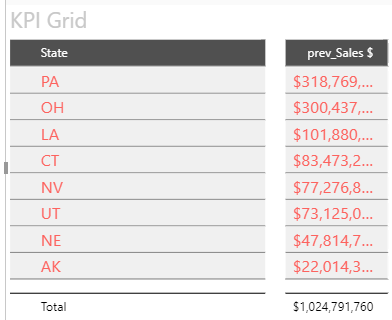 KPI Grid
State prev_Sales $
PA $318,769,...
OH $300,437,...
LA $101,880,...
CT $83,473,2...
NV $77,276,8...
UT $73,125,0...
NE $47,814,7...
AK $22,014,3...
Total $1,024,791,760